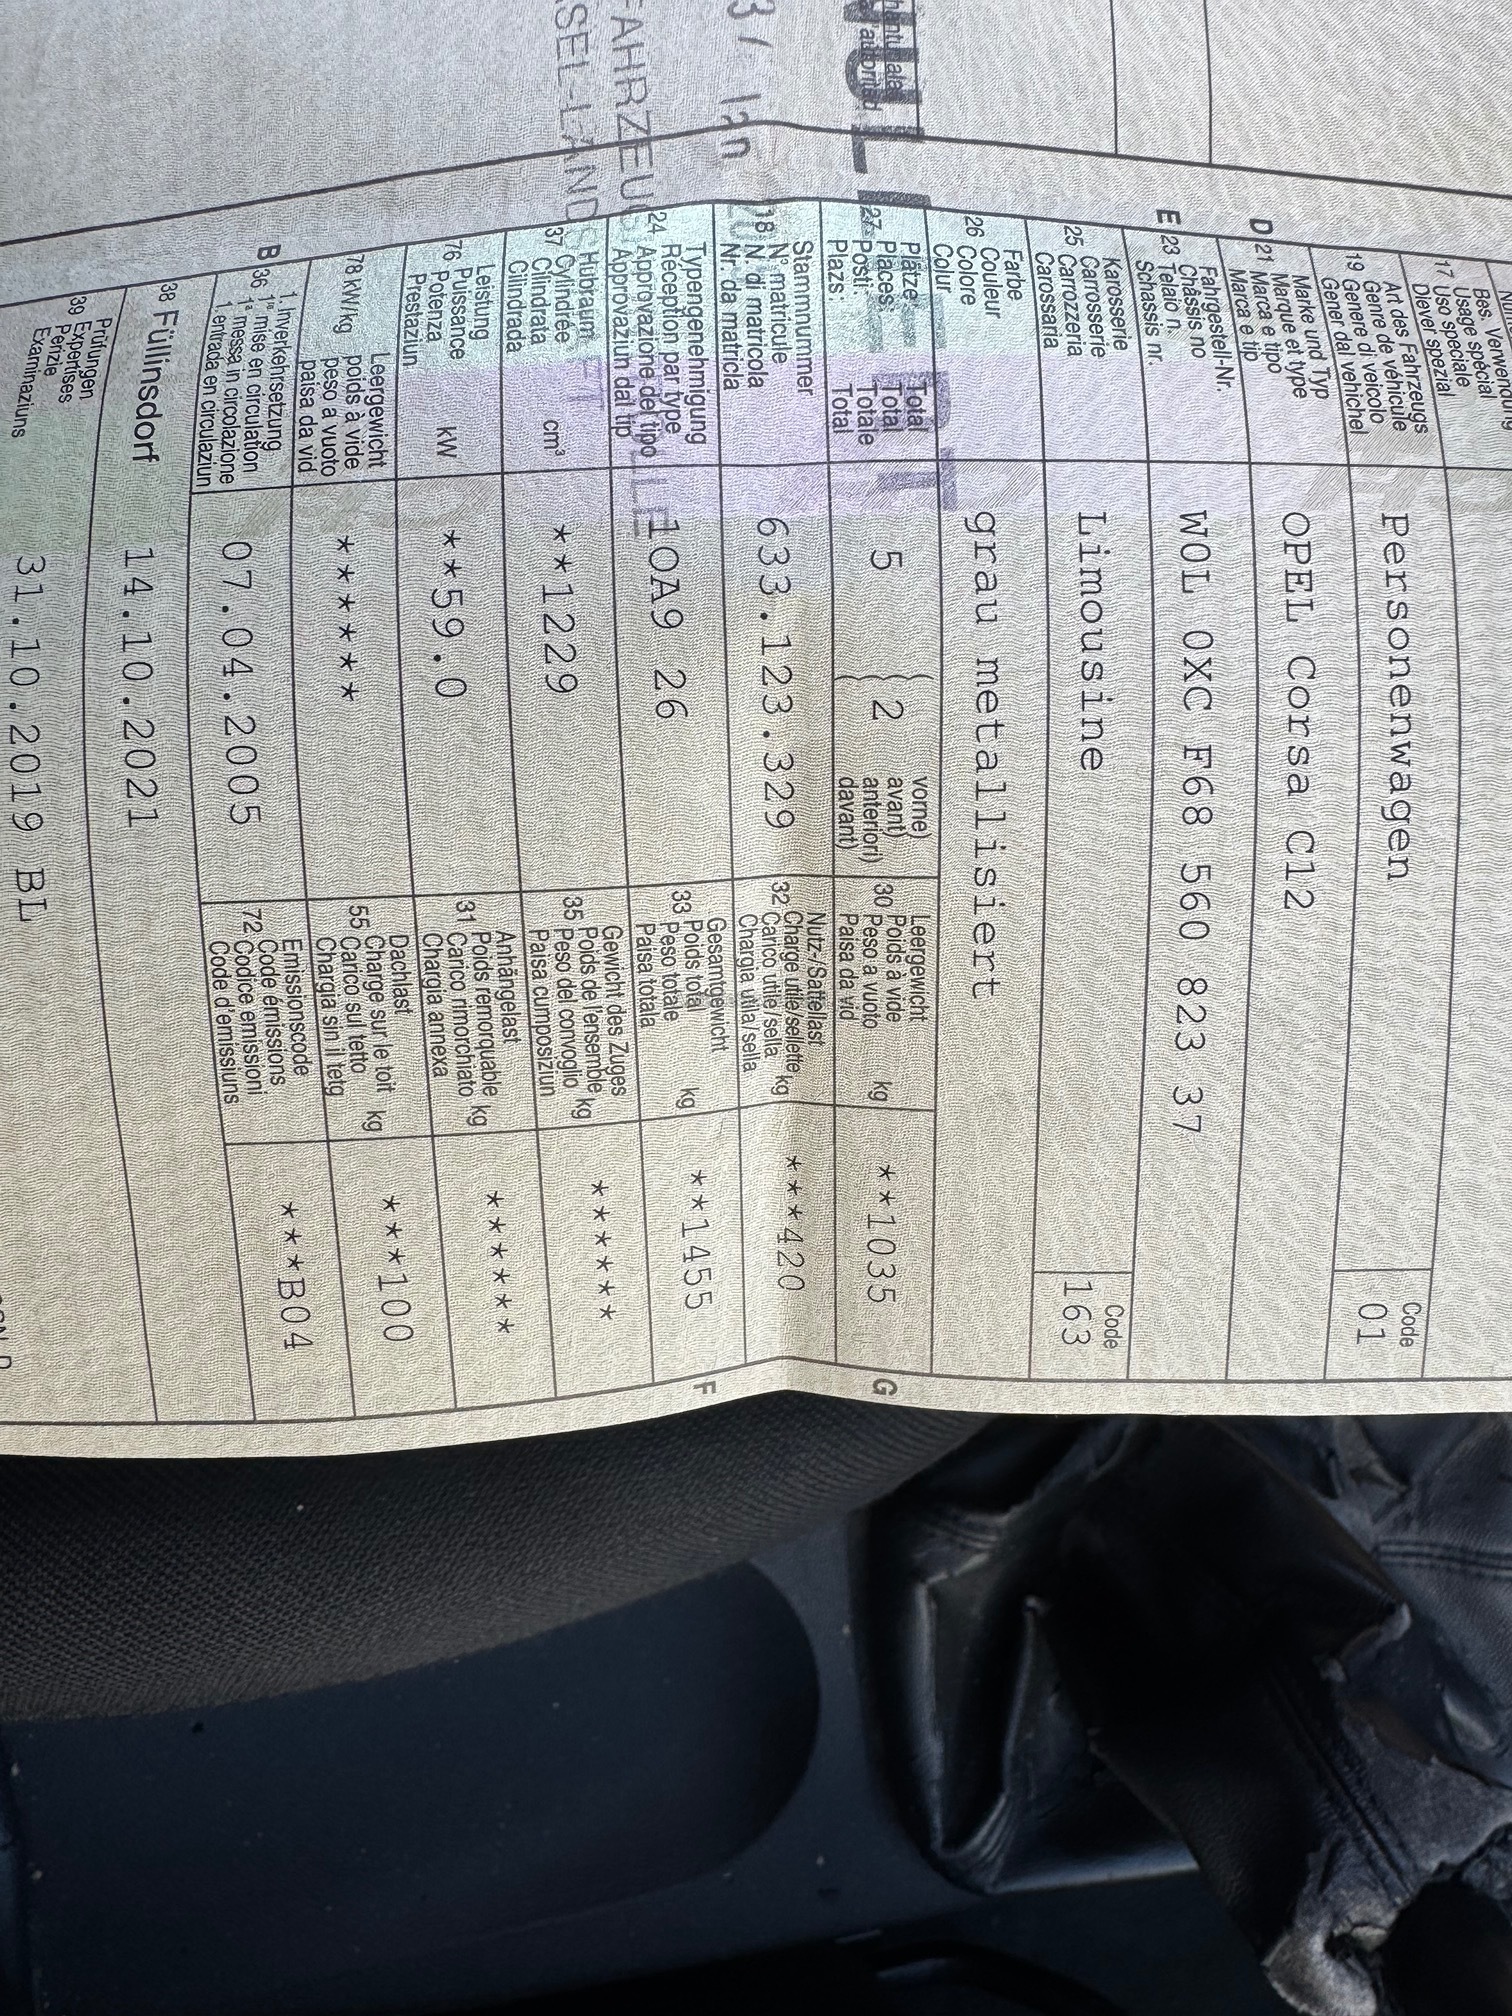 Bes. Verwendung
Usage spécial
17 Uso speciale
Diever spezial
Art des Fahrzeugs
Genre de véhicule
19 Genere di veicolo
Gener dal vehichel
Personenwagen
Code
01
Marke und Typ
Marque et type
D 21 Marca e tipo
Marca e tip
OPEL Corsa C12
Fahrgestell-Nr.
Châssis no
E 23 Telaio n.
Schassis nr.
W0L 0XC F68 560 823 37
Karosserie
Carrosserie
25 Carrozzeria
Carossaria
Limousine
Code
163
Farbe
Couleur
26 Colore
Colur
grau metallisiert
Plätze: Total
Places: Total
27 Posti: Totale
Plazs: Total
5 ( 2 vorne)
( avant)
anteriori)
davant)
Leergewicht
Poids à vide
30 Peso a vuoto kg
Paisa da vid
**1035
G
Stammnummer
N° matricule
18 N. di matricola
Nr. da matricla
633.123.329
Nutz-/Sattellast
Charge utile/sellette
32 Carico utile/sella kg
Chargia utila/sella
***420
Typengenehmigung
Réception par type
24 Approvazione del tipo
Approvaziun dal tip
10A9 26
Gesamtgewicht
Poids total
33 Peso totale kg
Paisa totala
**1455
F
Hubraum
Cylindrée
37 Cilindrata cm³
Cilindrada
**1229
Gewicht des Zuges
Poids de l'ensemble
35 Peso del convoglio kg
Paisa cumposiziun
******
Leistung
Puissance
76 Potenza kW
Prestaziun
**59.0
Anhängelast
Poids remorquable
31 Carico rimorchiato kg
Chargia annexa
******
Leergewicht
78 kW/kg poids à vide
peso a vuoto
paisa da vid
*******
Dachlast
Charge sur le toit
55 Carico sul tetto kg
Chargia sin il tetg
***100
1. Inverkehrsetzung
1re mise en circulation
B 36 1a messa in circolazione
1. entrada en circulaziun
07.04.2005
Emissionscode
Code émissions
72 Codice emissioni
Code d'emissiuns
***B04
38 Füllinsdorf 14.10.2021
Prüfungen
Expertises
39 Perizie
Examinaziuns
31.10.2019 BL